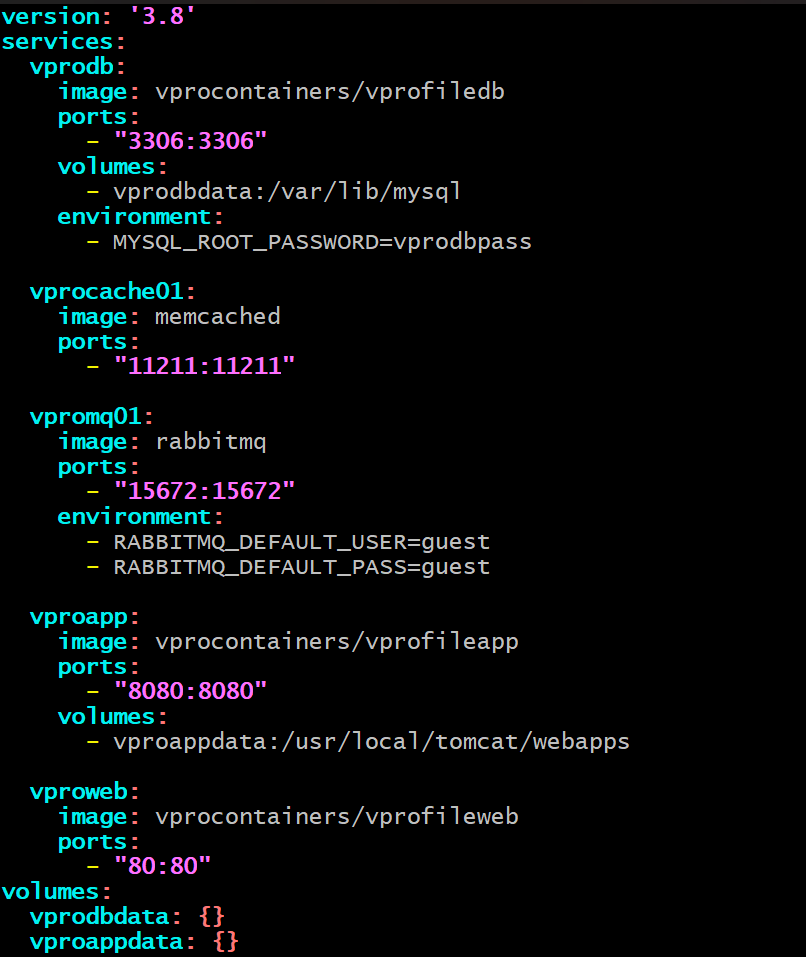 version: '3.8'
services:
  vprodb:
    image: vprocontainers/vprofiledb
    ports:
      - "3306:3306"
    volumes:
      - vprodbdata:/var/lib/mysql
    environment:
      - MYSQL_ROOT_PASSWORD=vprodbpass

  vprocache01:
    image: memcached
    ports:
      - "11211:11211"

  vpromq01:
    image: rabbitmq
    ports:
      - "15672:15672"
    environment:
      - RABBITMQ_DEFAULT_USER=guest
      - RABBITMQ_DEFAULT_PASS=guest

  vproapp:
    image: vprocontainers/vprofileapp
    ports:
      - "8080:8080"
    volumes:
      - vproappdata:/usr/local/tomcat/webapps

  vproweb:
    image: vprocontainers/vprofileweb
    ports:
      - "80:80"
volumes:
  vprodbdata: {}
  vproappdata: {}